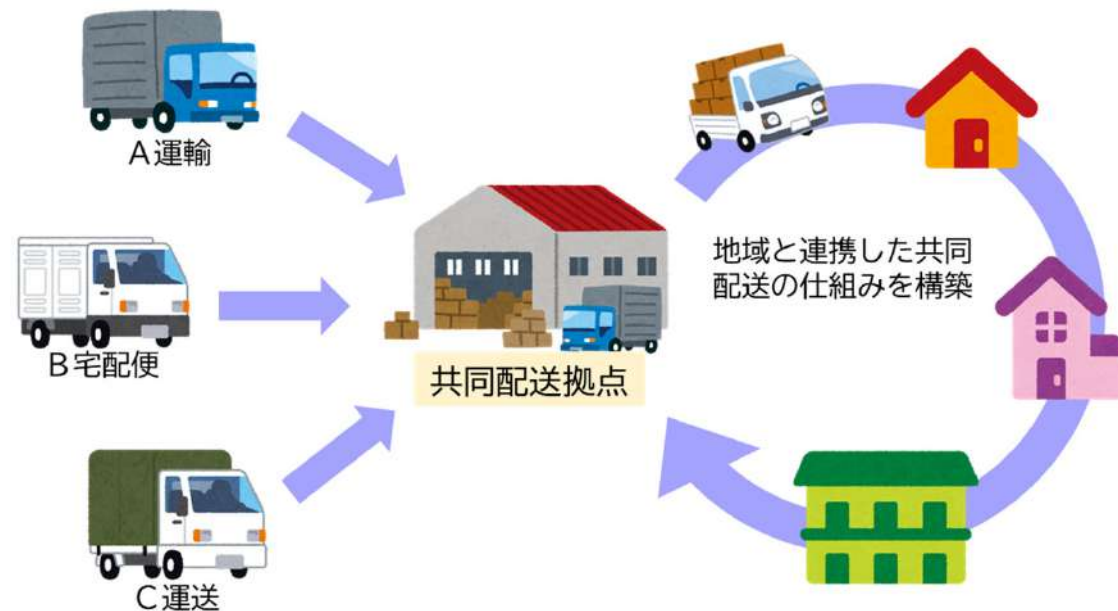 A運輸
B宅配便
C運送
共同配送拠点
地域と連携した共同
配送の仕組みを構築